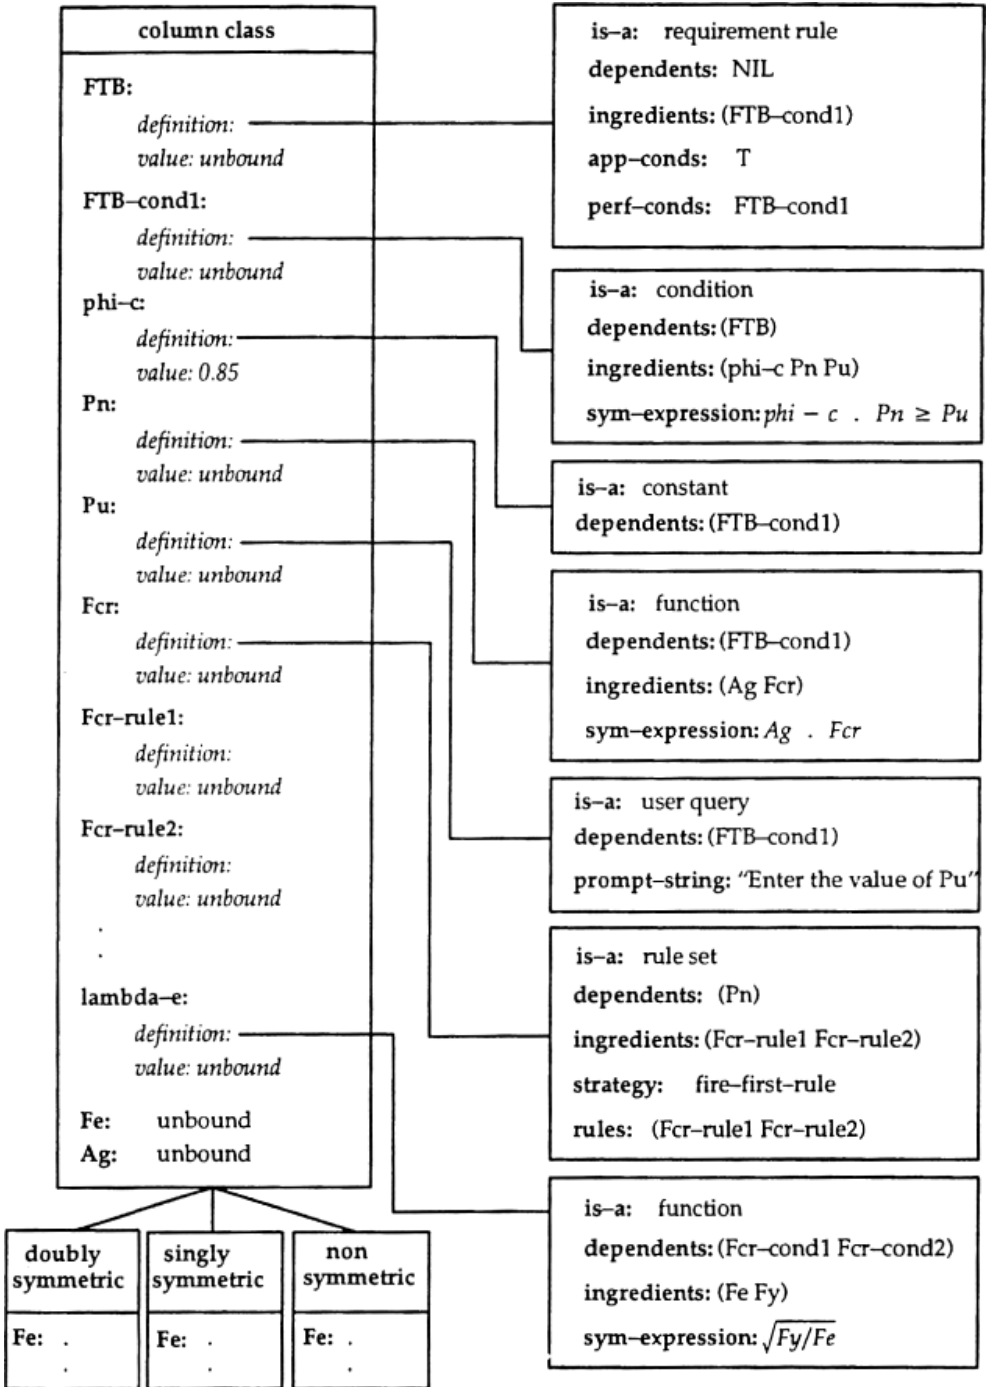 column class
FTB:
definition:
value: unbound
FTB-cond1:
definition:
value: unbound
phi-c:
definition:
value: 0.85
Pn:
definition:
value: unbound
Pu:
definition:
value: unbound
Fcr:
definition:
value: unbound
Fcr-rule1:
definition:
value: unbound
Fcr-rule2:
definition:
value: unbound
.
.
lambda-e:
definition:
value: unbound
Fe: unbound
Ag: unbound
doubly symmetric
Fe: .
.
singly symmetric
Fe: .
.
non symmetric
Fe: .
.
is-a: requirement rule
dependents: NIL
ingredients: (FTB-cond1)
app-conds: T
perf-conds: FTB-cond1
is-a: condition
dependents: (FTB)
ingredients: (phi-c Pn Pu)
sym-expression: phi - c . Pn ≥ Pu
is-a: constant
dependents: (FTB-cond1)
is-a: function
dependents: (FTB-cond1)
ingredients: (Ag Fcr)
sym-expression: Ag . Fcr
is-a: user query
dependents: (FTB-cond1)
prompt-string: "Enter the value of Pu"
is-a: rule set
dependents: (Pn)
ingredients: (Fcr-rule1 Fcr-rule2)
strategy: fire-first-rule
rules: (Fcr-rule1 Fcr-rule2)
is-a: function
dependents: (Fcr-cond1 Fcr-cond2)
ingredients: (Fe Fy)
sym-expression: √Fy/Fe